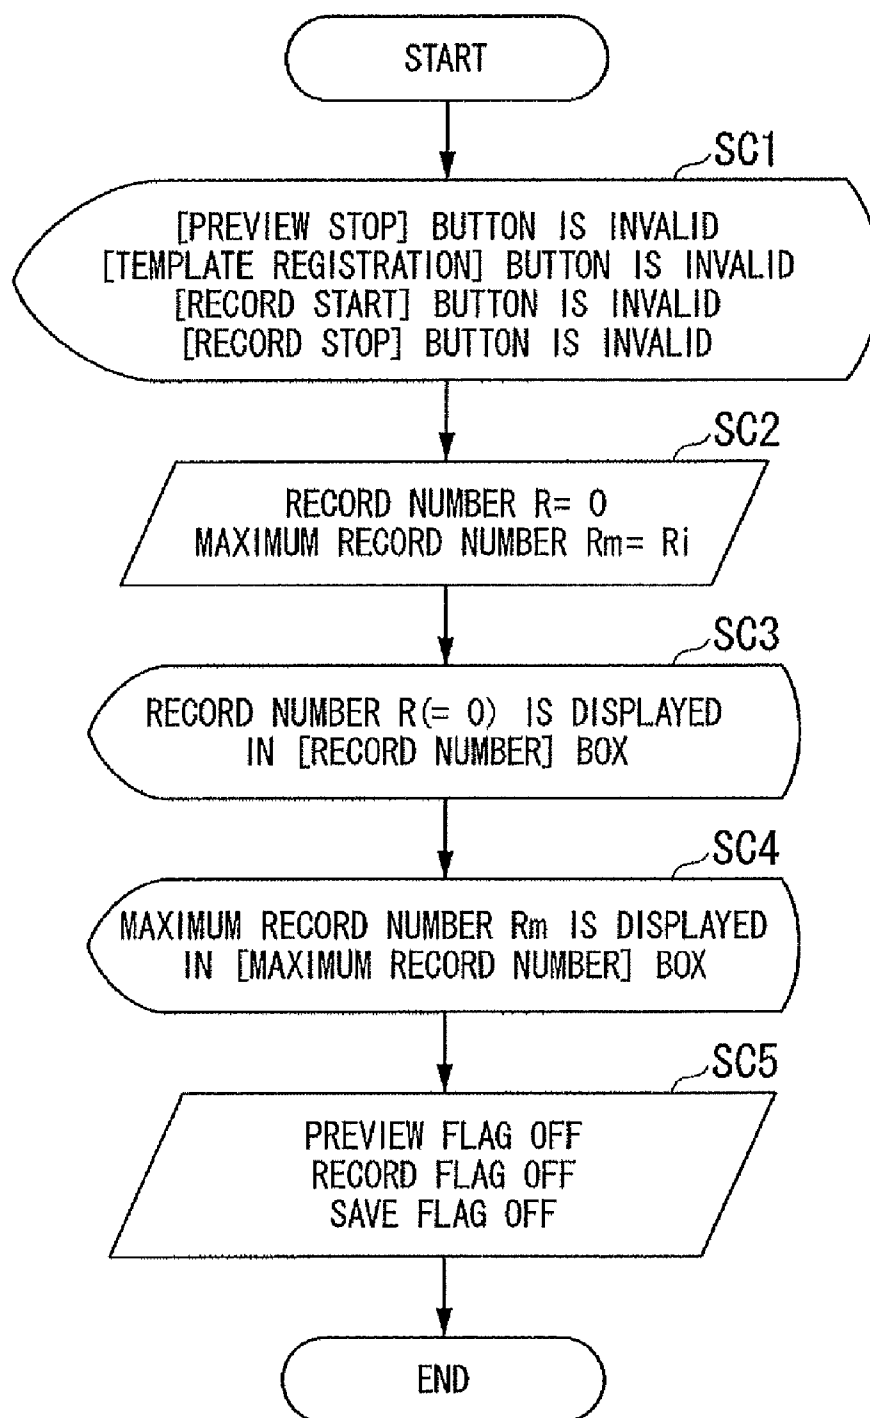 START
SC1
[PREVIEW STOP] BUTTON IS INVALID
[TEMPLATE REGISTRATION] BUTTON IS INVALID
[RECORD START] BUTTON IS INVALID
[RECORD STOP] BUTTON IS INVALID
SC2
RECORD NUMBER R= 0
MAXIMUM RECORD NUMBER Rm= Ri
SC3
RECORD NUMBER R(= 0) IS DISPLAYED
IN [RECORD NUMBER] BOX
SC4
MAXIMUM RECORD NUMBER Rm IS DISPLAYED
IN [MAXIMUM RECORD NUMBER] BOX
SC5
PREVIEW FLAG OFF
RECORD FLAG OFF
SAVE FLAG OFF
END